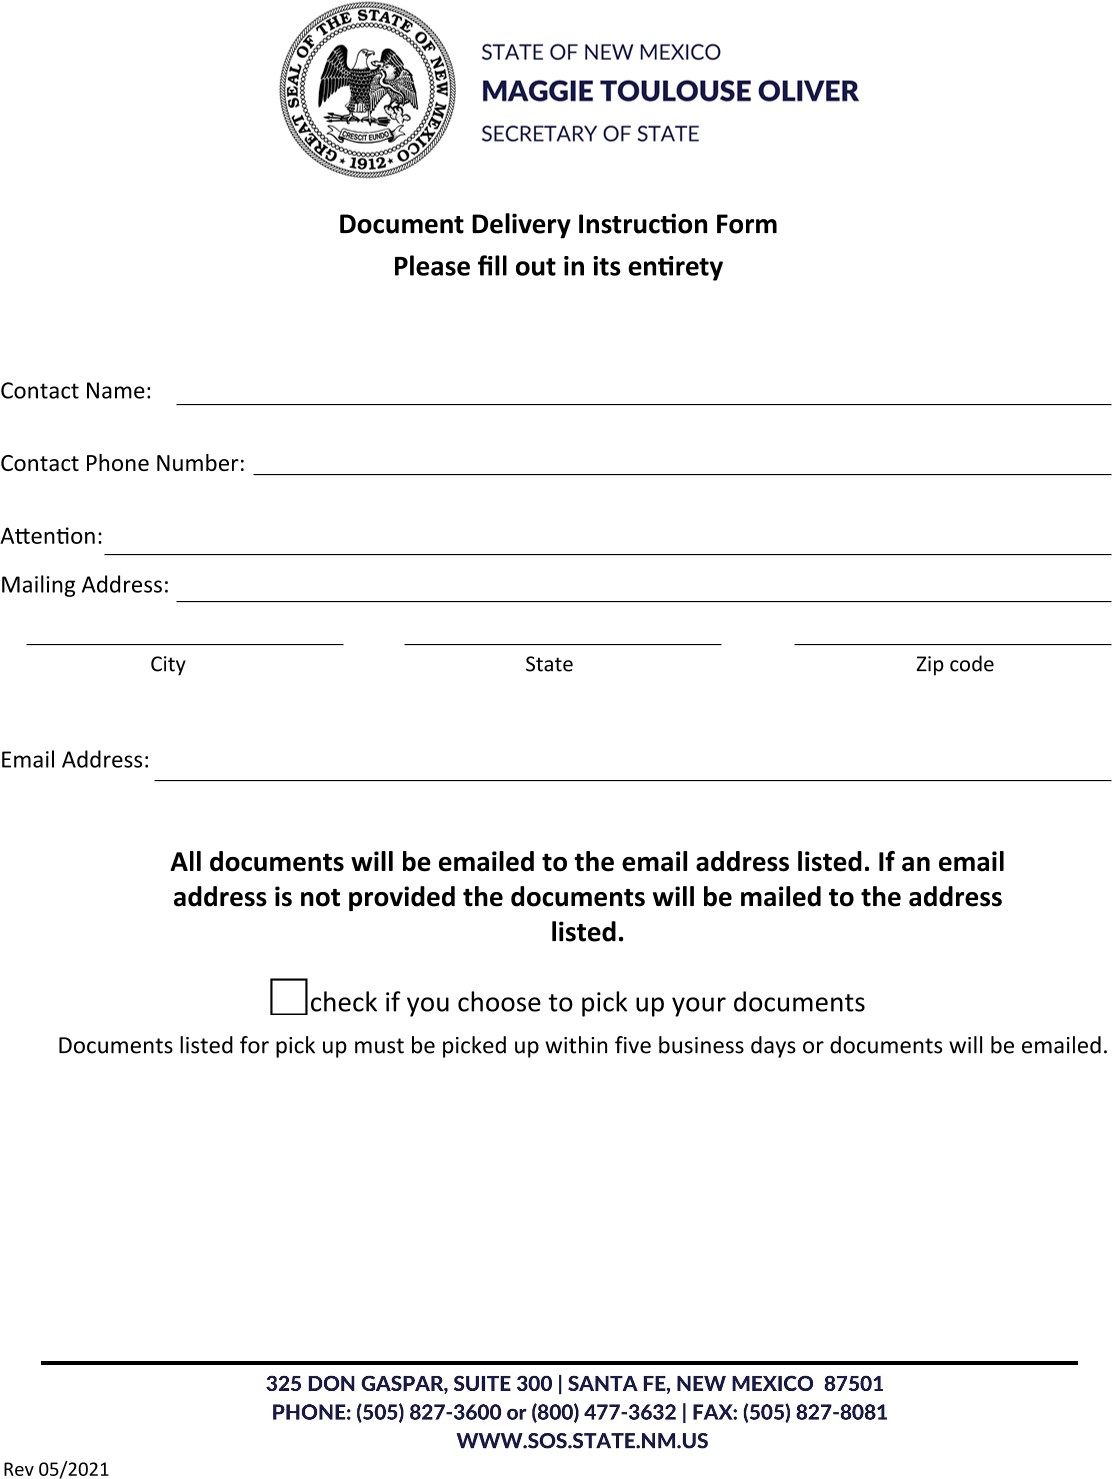 GREAT SEAL OF THE STATE OF NEW MEXICO
CRESCIT EUNDO
1912
STATE OF NEW MEXICO
MAGGIE TOULOUSE OLIVER
SECRETARY OF STATE
Document Delivery Instruction Form
Please fill out in its entirety
Contact Name:
Contact Phone Number:
Attention:
Mailing Address:
City State Zip code
Email Address:
All documents will be emailed to the email address listed. If an email
address is not provided the documents will be mailed to the address
listed.
check if you choose to pick up your documents
Documents listed for pick up must be picked up within five business days or documents will be emailed.
325 DON GASPAR, SUITE 300 | SANTA FE, NEW MEXICO 87501
PHONE: (505) 827-3600 or (800) 477-3632 | FAX: (505) 827-8081
WWW.SOS.STATE.NM.US
Rev 05/2021